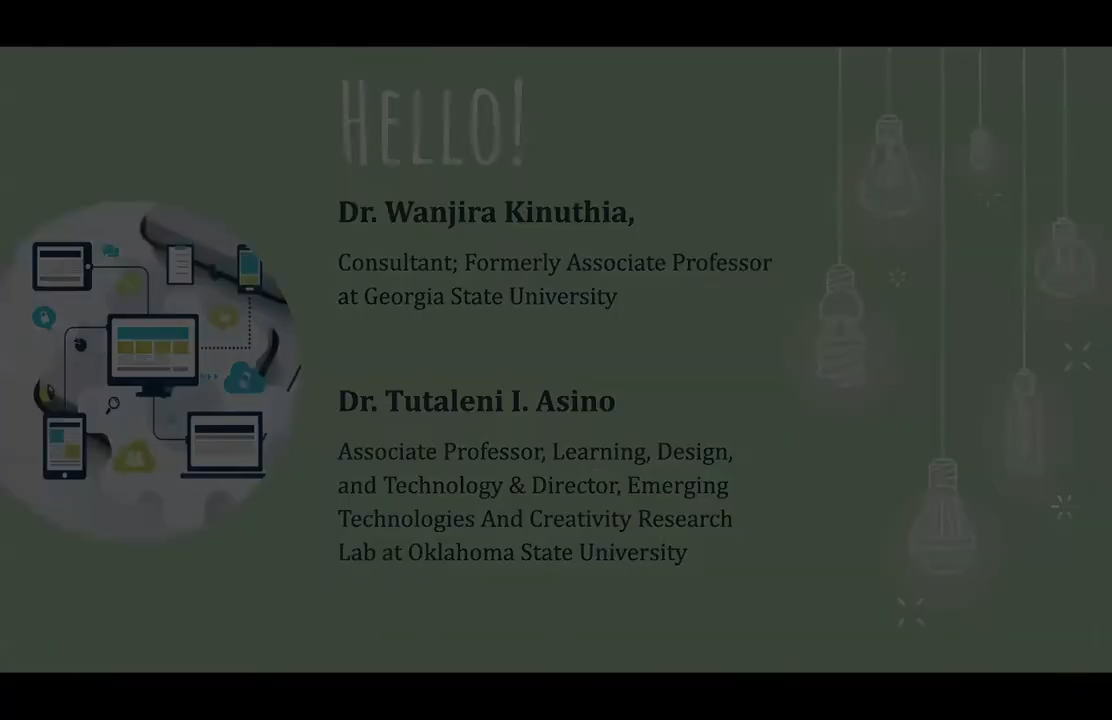 HELLO!
Dr. Wanjira Kinuthia,
Consultant; Formerly Associate Professor
at Georgia State University
Dr. Tutaleni I. Asino
Associate Professor, Learning, Design,
and Technology & Director, Emerging
Technologies And Creativity Research
Lab at Oklahoma State University